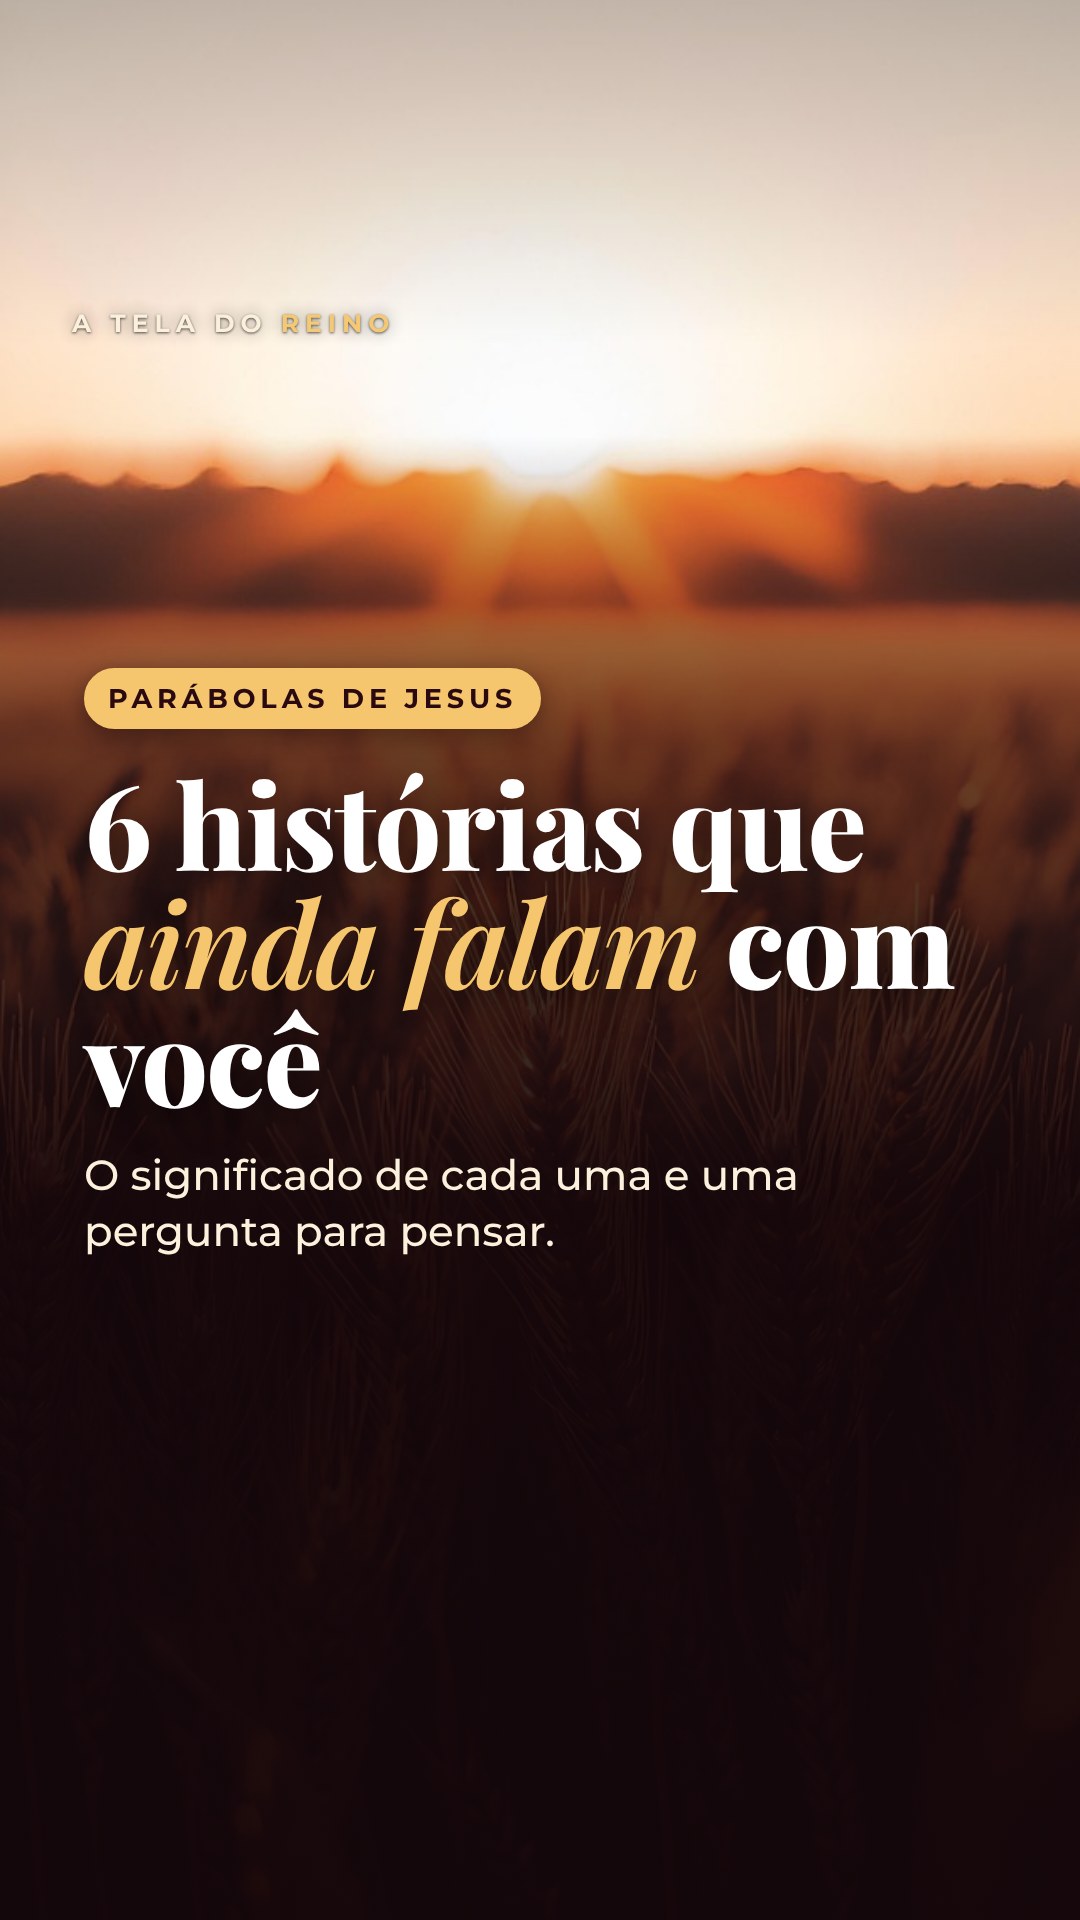 A TELA DO REINO
PARÁBOLAS DE JESUS
6 histórias que
ainda falam com
você
O significado de cada uma e uma
pergunta para pensar.